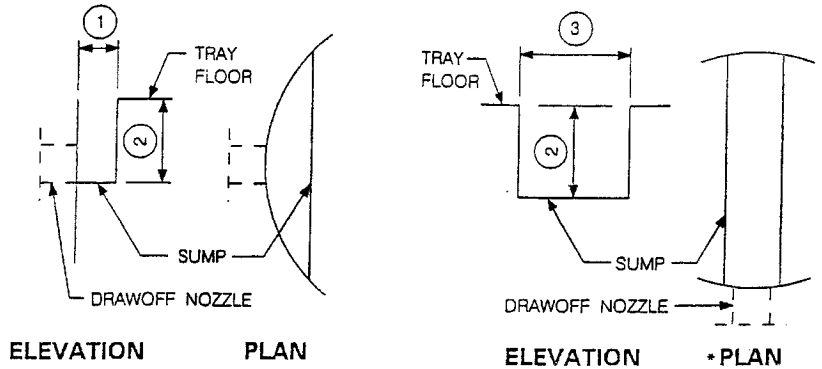 1
TRAY
FLOOR
2
SUMP
DRAWOFF NOZZLE
ELEVATION PLAN
3
TRAY
FLOOR
2
SUMP
DRAWOFF NOZZLE
ELEVATION *PLAN